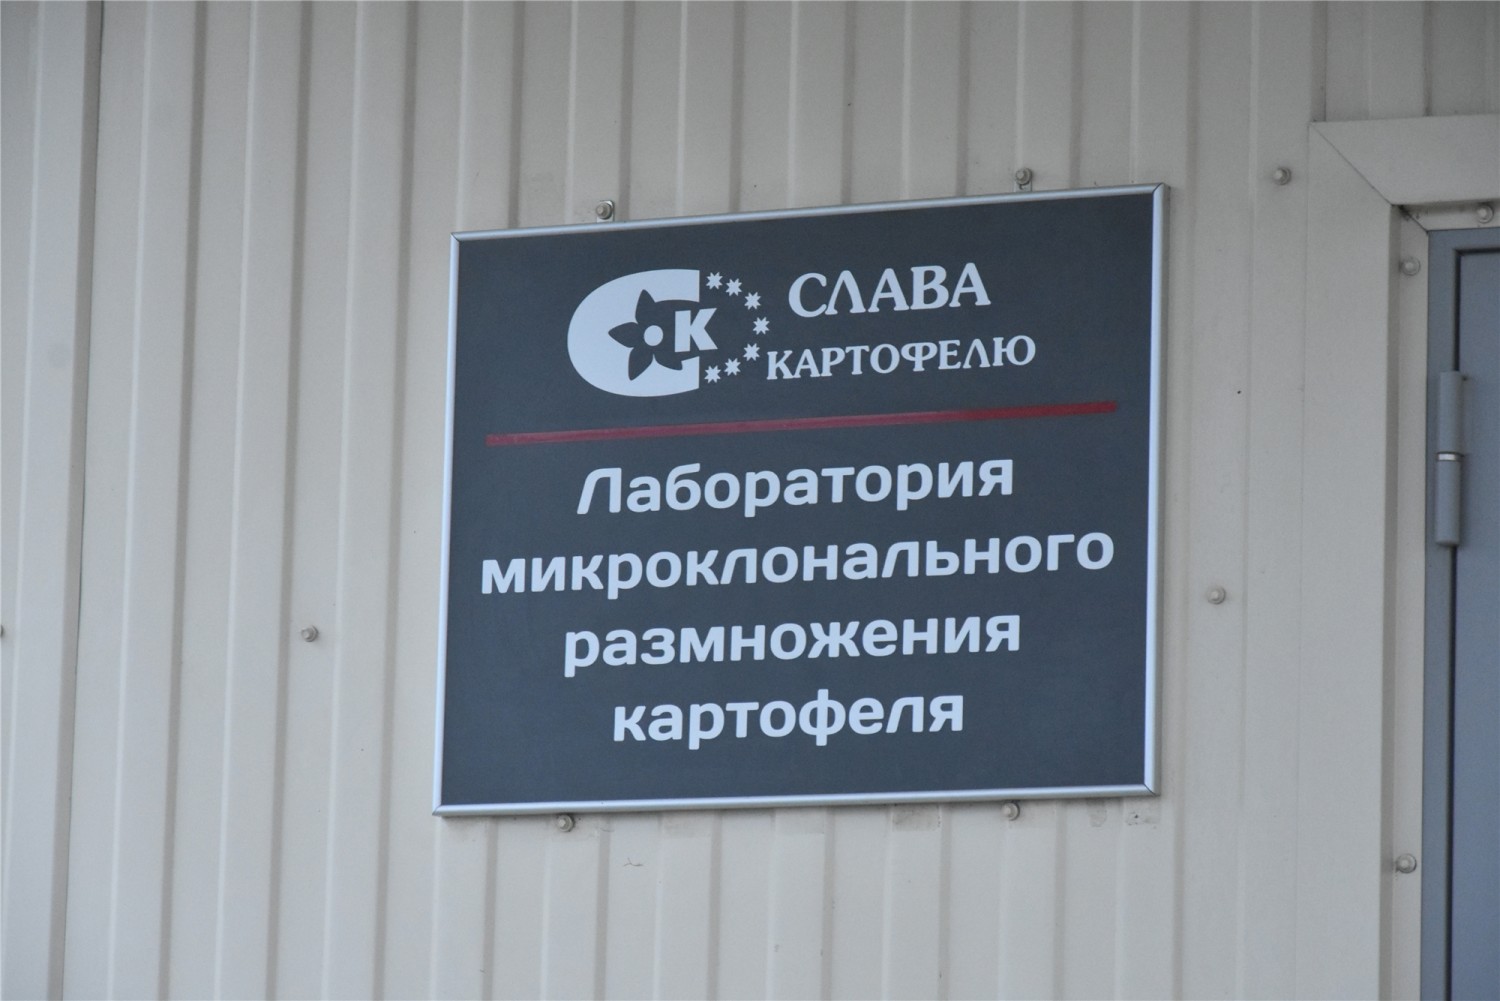 К
СЛАВА
КАРТОФЕЛЮ
Лаборатория
микроклонального
размножения
картофеля